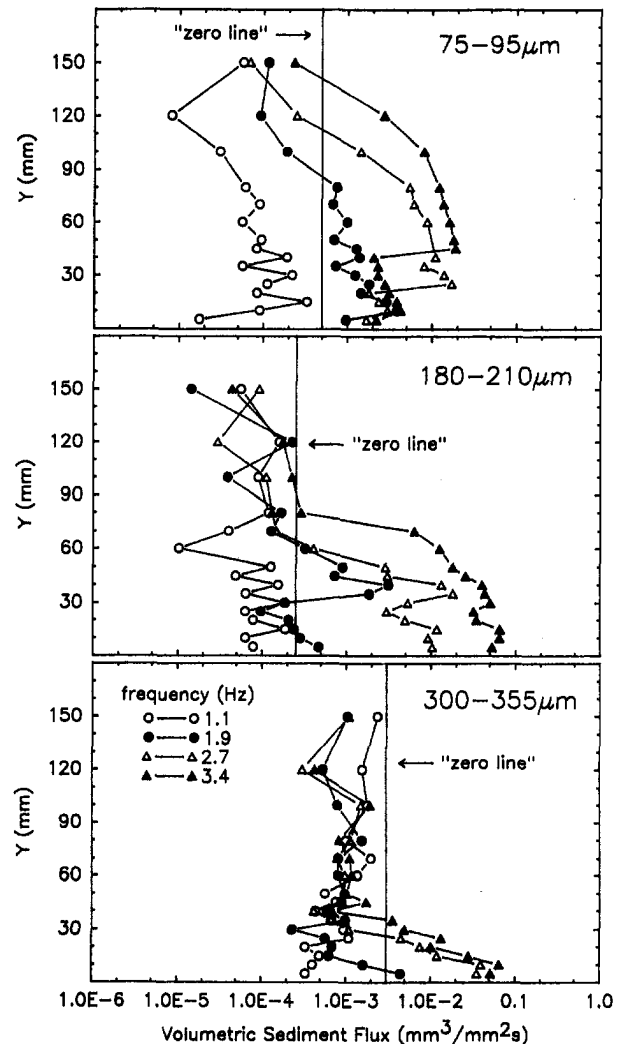 "zero line" →
75–95μm
150
120
90
60
30
Y (mm)
180–210μm
← "zero line"
150
120
90
60
30
0
Y (mm)
300–355μm
frequency (Hz)
1.1
1.9
2.7
3.4
← "zero line"
150
120
90
60
30
0
Y (mm)
1.0E-6 1.0E-5 1.0E-4 1.0E-3 1.0E-2 0.1 1.0
Volumetric Sediment Flux (mm³/mm²s)